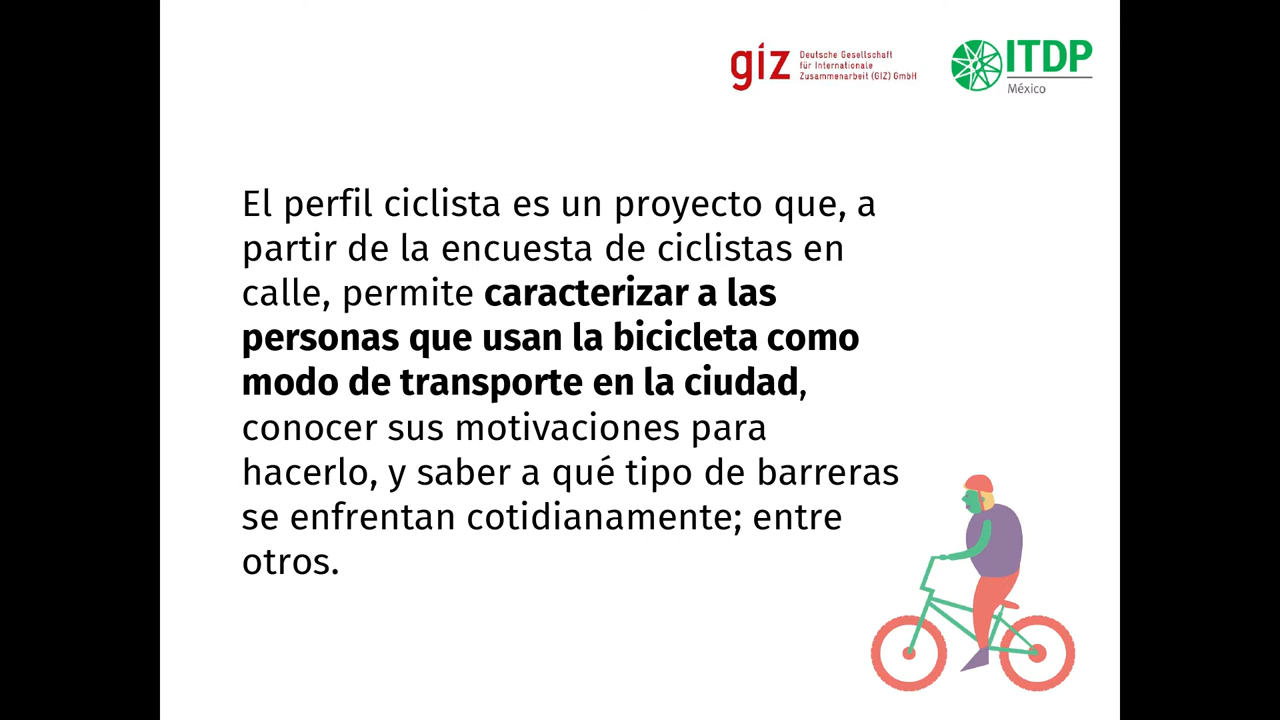 giz Deutsche Gesellschaft
für Internationale
Zusammenarbeit (GIZ) GmbH
ITDP
México
El perfil ciclista es un proyecto que, a
partir de la encuesta de ciclistas en
calle, permite caracterizar a las
personas que usan la bicicleta como
modo de transporte en la ciudad,
conocer sus motivaciones para
hacerlo, y saber a qué tipo de barreras
se enfrentan cotidianamente; entre
otros.